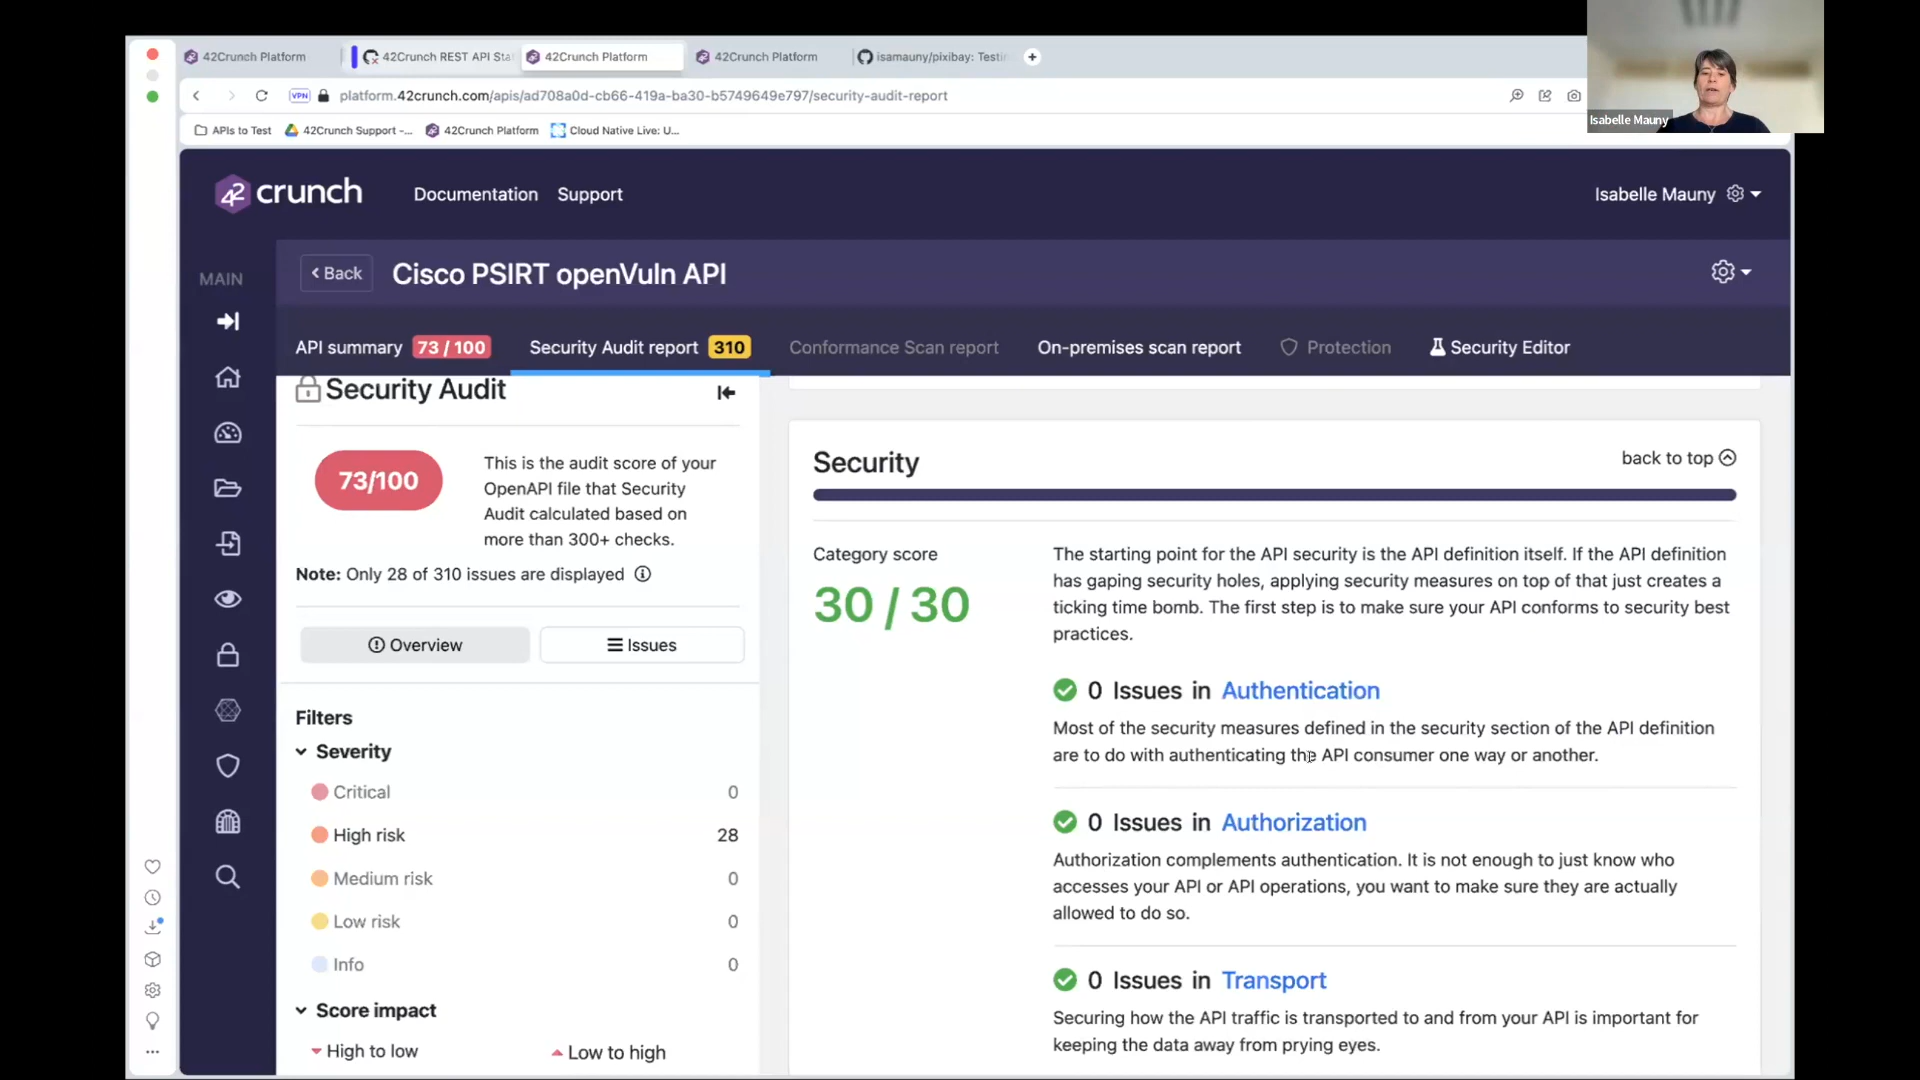 42Crunch Platform
42Crunch REST API Sta
42Crunch Platform
42Crunch Platform
isamauny/pixibay: Testin
VPN
platform.42crunch.com/apis/ad708a0d-cb66-419a-ba30-b5749649e797/security-audit-report
Isabelle Mauny
APIs to Test
42Crunch Support -...
42Crunch Platform
Cloud Native Live: U...
42 crunch
Documentation
Support
Isabelle Mauny
MAIN
Back
Cisco PSIRT openVuln API
API summary 73 / 100
Security Audit report 310
Conformance Scan report
On-premises scan report
Protection
Security Editor
Security Audit
73/100
This is the audit score of your
OpenAPI file that Security
Audit calculated based on
more than 300+ checks.
Note: Only 28 of 310 issues are displayed
Overview
Issues
Filters
Severity
Critical 0
High risk 28
Medium risk 0
Low risk 0
Info 0
Score impact
High to low
Low to high
Security
back to top
Category score
30 / 30
The starting point for the API security is the API definition itself. If the API definition
has gaping security holes, applying security measures on top of that just creates a
ticking time bomb. The first step is to make sure your API conforms to security best
practices.
0 Issues in Authentication
Most of the security measures defined in the security section of the API definition
are to do with authenticating the API consumer one way or another.
0 Issues in Authorization
Authorization complements authentication. It is not enough to just know who
accesses your API or API operations, you want to make sure they are actually
allowed to do so.
0 Issues in Transport
Securing how the API traffic is transported to and from your API is important for
keeping the data away from prying eyes.